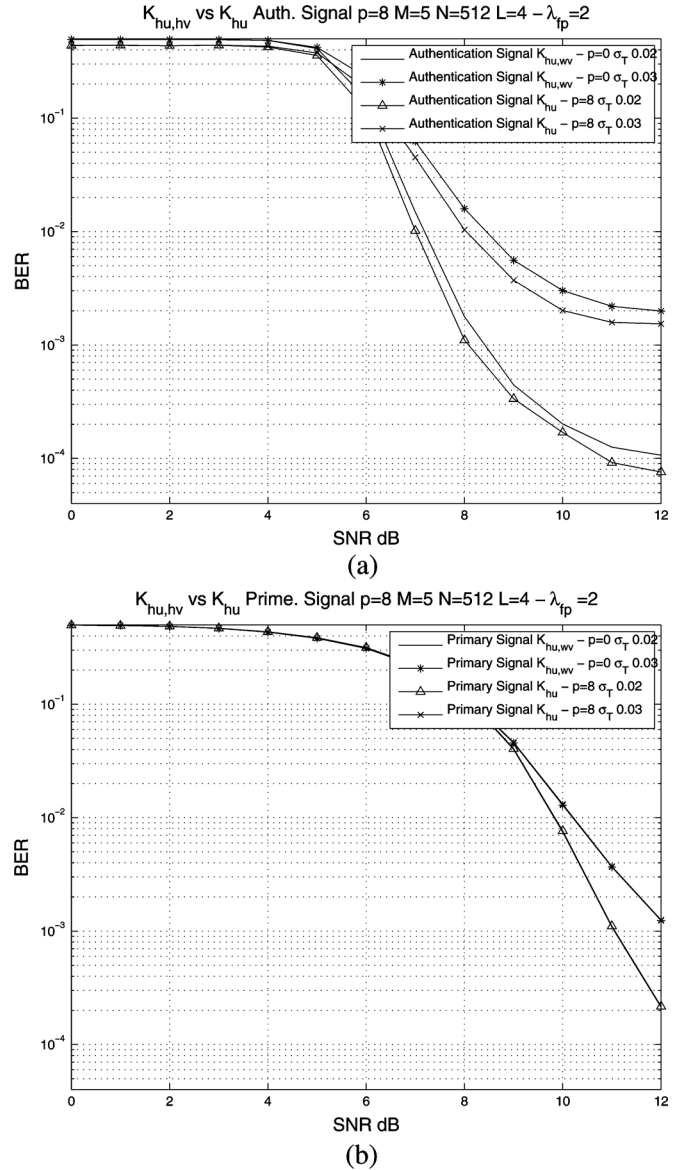 K_hu,hv vs K_hu Auth. Signal p=8 M=5 N=512 L=4 – λ_fp =2
Authentication Signal K_hu,wv – p=0 σ_T 0.02
Authentication Signal K_hu,wv – p=0 σ_T 0.03
Authentication Signal K_hu – p=8 σ_T 0.02
Authentication Signal K_hu – p=8 σ_T 0.03
10^-1
10^-2
10^-3
10^-4
BER
0 2 4 6 8 10 12
SNR dB
(a)
K_hu,hv vs K_hu Prime. Signal p=8 M=5 N=512 L=4 – λ_fp =2
Primary Signal K_hu,wv – p=0 σ_T 0.02
Primary Signal K_hu,wv – p=0 σ_T 0.03
Primary Signal K_hu – p=8 σ_T 0.02
Primary Signal K_hu – p=8 σ_T 0.03
10^-1
10^-2
10^-3
10^-4
BER
0 2 4 6 8 10 12
SNR dB
(b)